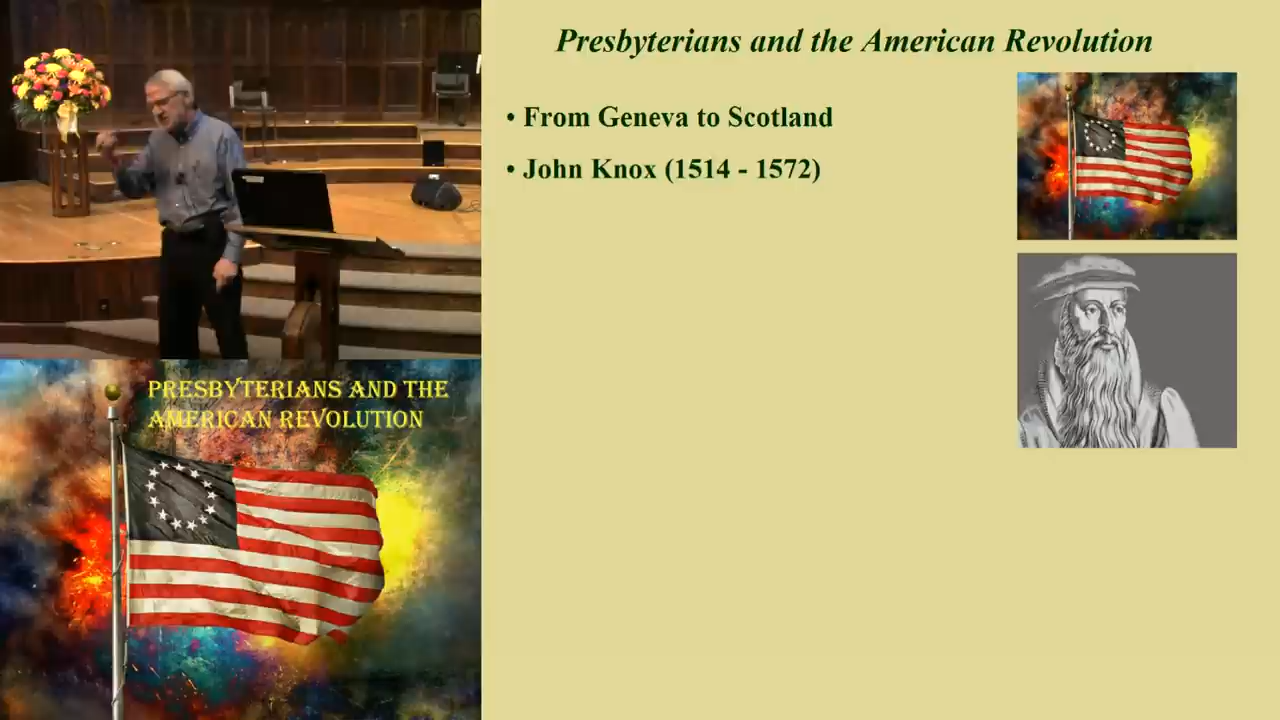 Presbyterians and the American Revolution
• From Geneva to Scotland
• John Knox (1514 - 1572)
PRESBYTERIANS AND THE
AMERICAN REVOLUTION